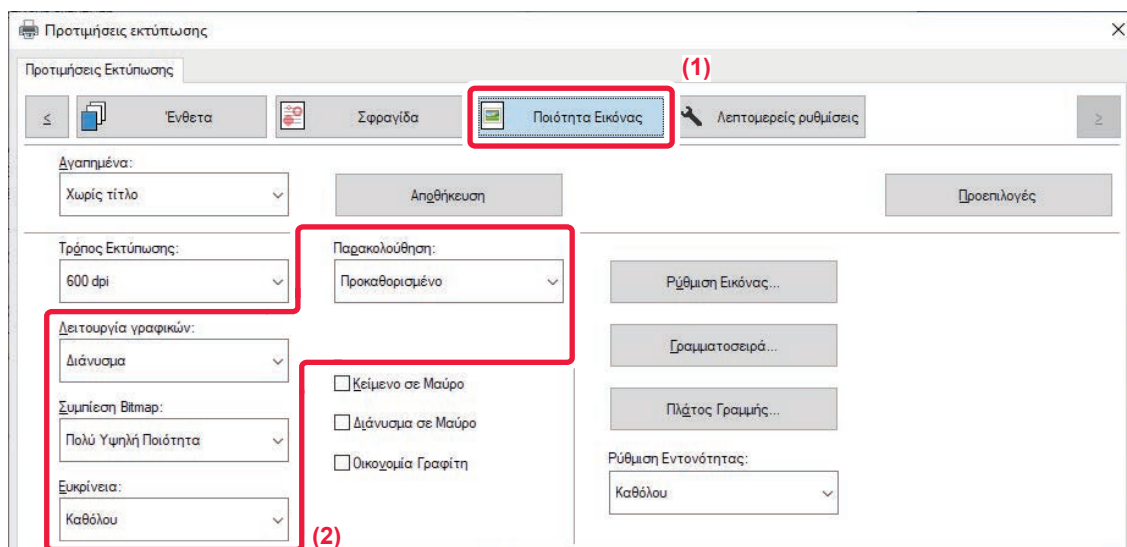 Προτιμήσεις εκτύπωσης
Προτιμήσεις Εκτύπωσης
(1)
< Ένθετα Σφραγίδα Ποιότητα Εικόνας Λεπτομερείς ρυθμίσεις >
Αγαπημένα:
Χωρίς τίτλο Αποθήκευση Προεπιλογές
Τρόπος Εκτύπωσης: Παρακολούθηση:
600 dpi Προκαθορισμένο Ρύθμιση Εικόνας...
Λειτουργία γραφικών:
Διάνυσμα Γραμματοσειρά...
Κείμενο σε Μαύρο
Συμπίεση Bitmap: Διάνυσμα σε Μαύρο Πλάτος Γραμμής...
Πολύ Υψηλή Ποιότητα
Οικονομία Γραφίτη Ρύθμιση Εντονότητας:
Ευκρίνεια:
Καθόλου Καθόλου
(2)